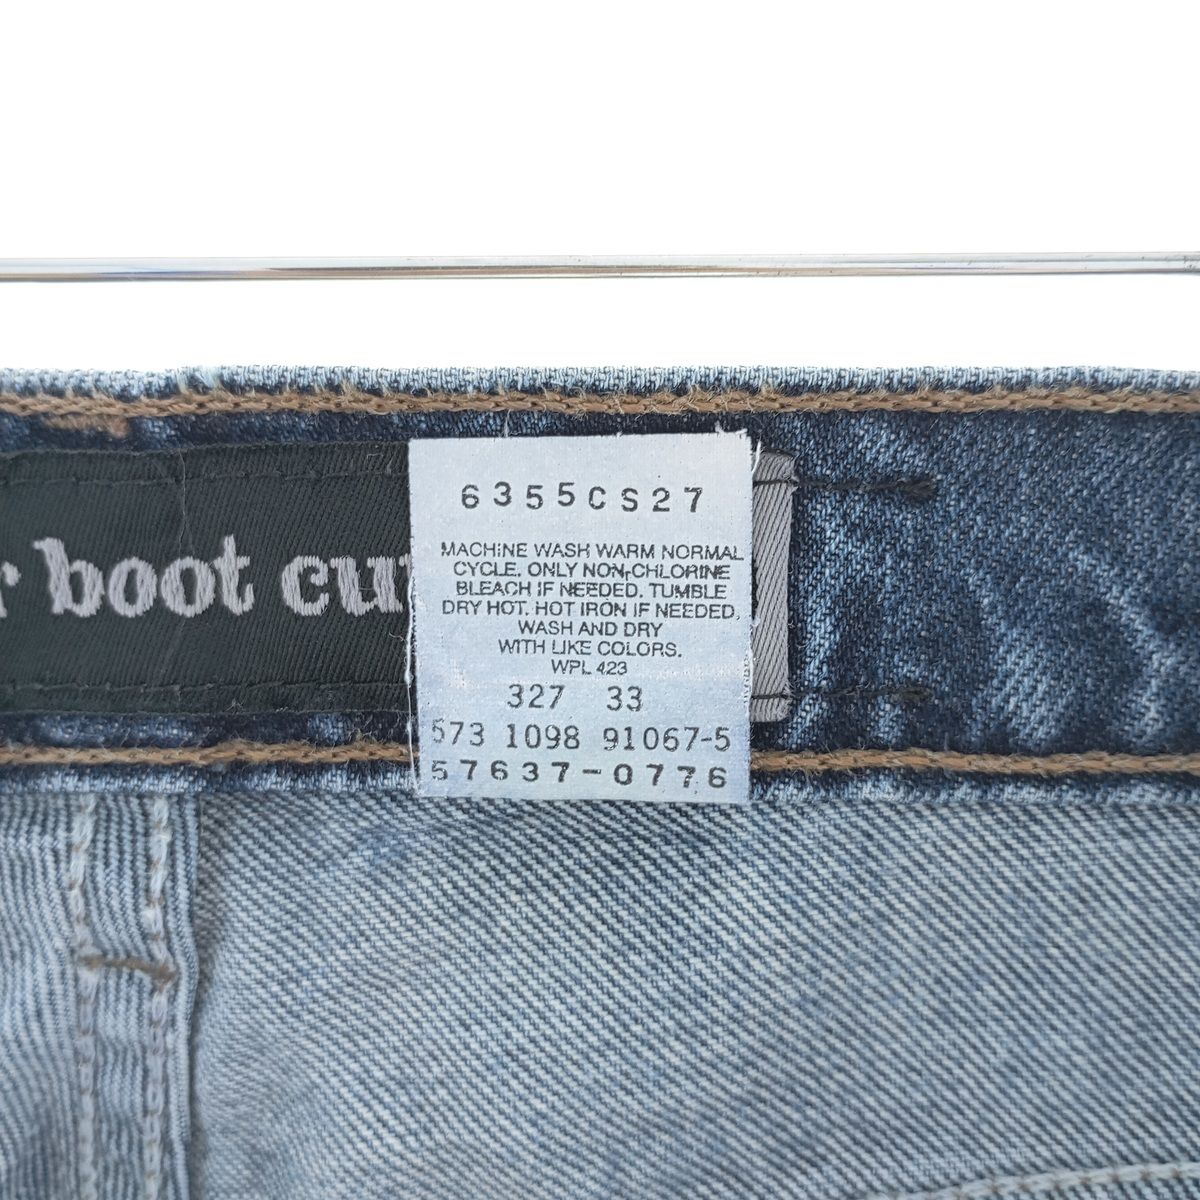 boot cu
6355CS27
MACHINE WASH WARM NORMAL
CYCLE. ONLY NON-CHLORINE
BLEACH IF NEEDED. TUMBLE
DRY HOT. HOT IRON IF NEEDED.
WASH AND DRY
WITH LIKE COLORS.
WPL 423
327 33
573 1098 91067-5
57637-0776